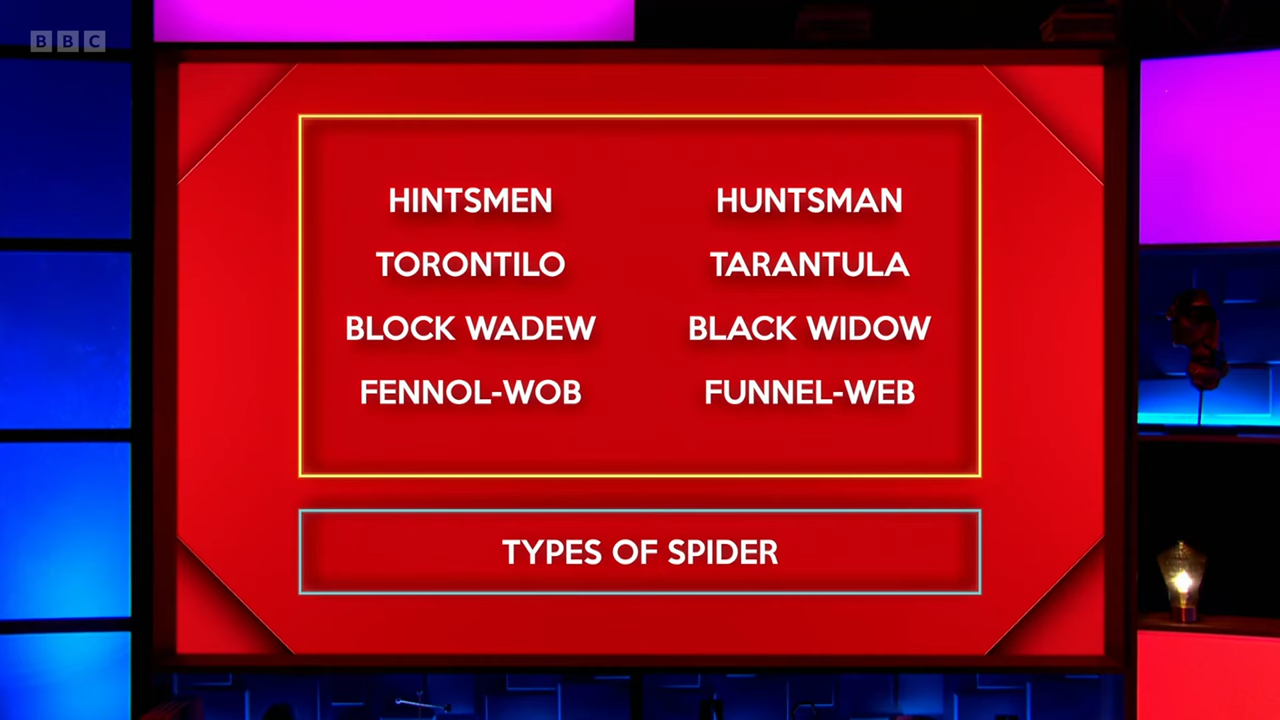 BBC
HINTSMEN HUNTSMAN
TORONTILO TARANTULA
BLOCK WADEW BLACK WIDOW
FENNOL-WOB FUNNEL-WEB
TYPES OF SPIDER